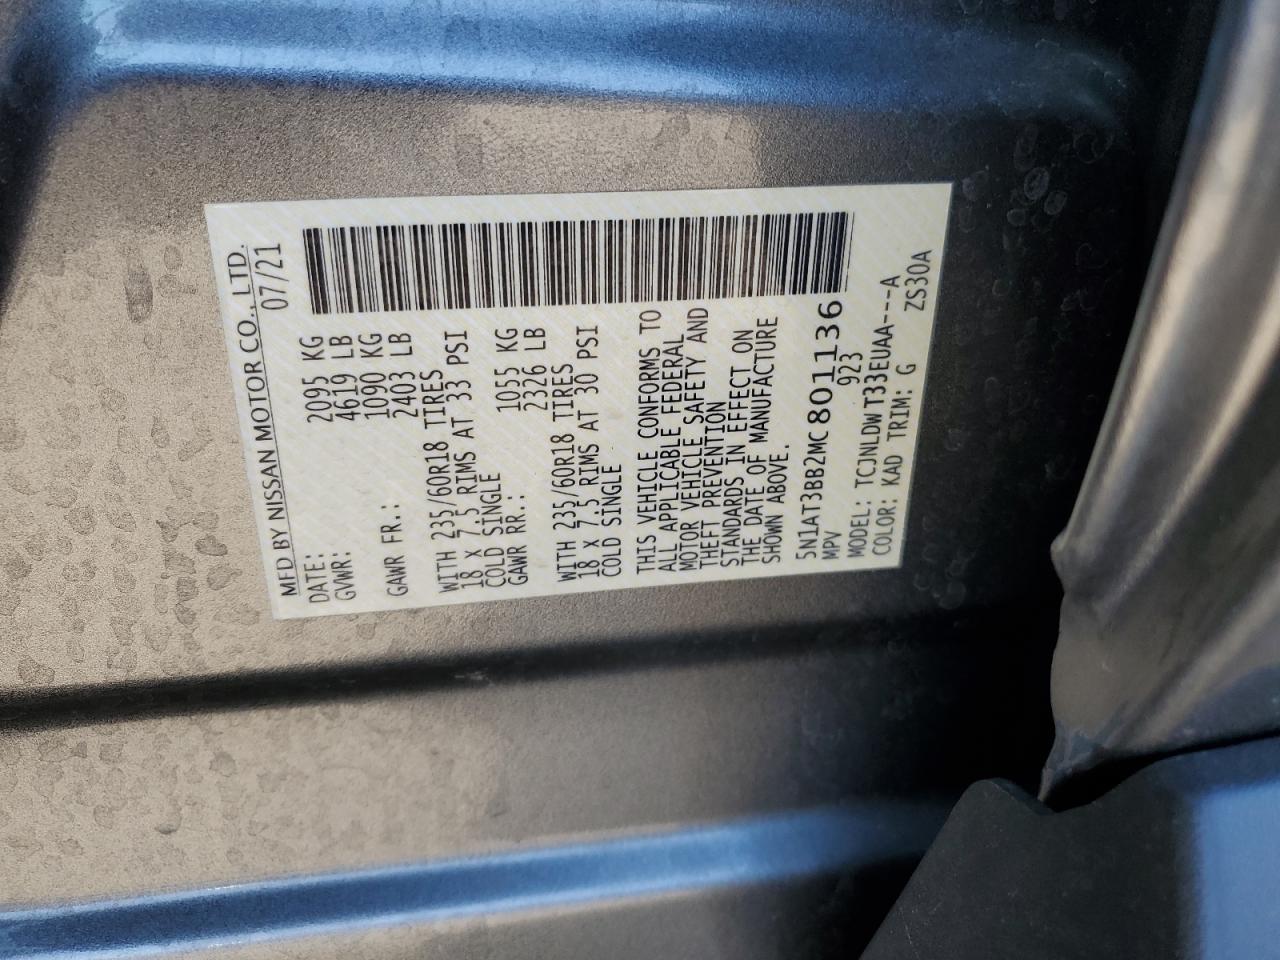 MFD BY NISSAN MOTOR CO., LTD.
DATE: 07/21
GVWR: 2095 KG
4619 LB
GAWR FR.: 1090 KG
2403 LB
WITH 235/60R18 TIRES
18 x 7.5 RIMS AT 33 PSI
COLD SINGLE
GAWR RR.: 1055 KG
2326 LB
WITH 235/60R18 TIRES
18 x 7.5 RIMS AT 30 PSI
COLD SINGLE
THIS VEHICLE CONFORMS TO
ALL APPLICABLE FEDERAL
MOTOR VEHICLE SAFETY AND
THEFT PREVENTION
STANDARDS IN EFFECT ON
THE DATE OF MANUFACTURE
SHOWN ABOVE.
5N1AT3BB2MC801136
MPV 923
MODEL: TCJNLDW T33EUAA---A
COLOR: KAD TRIM: G ZS30A